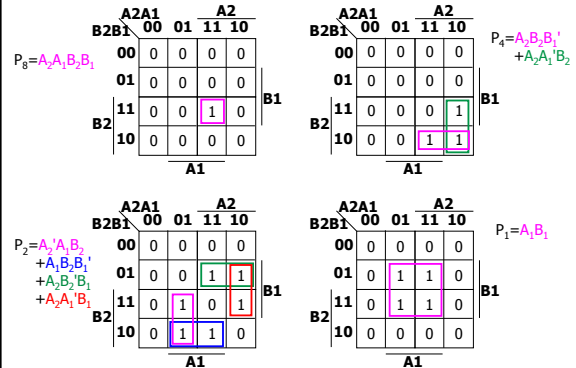 A2A1 A2
B2B1 00 01 11 10
00 0 0 0 0
01 0 0 0 0
B2 11 0 0 1 0 B1
10 0 0 0 0
A1
P8=A2A1B2B1
A2A1 A2
B2B1 00 01 11 10
00 0 0 0 0
01 0 0 0 0
B2 11 0 0 0 1 B1
10 0 0 1 1
A1
P4=A2B2B1'
+A2A1'B2
A2A1 A2
B2B1 00 01 11 10
00 0 0 0 0
01 0 0 1 1
B2 11 0 1 0 1 B1
10 0 1 1 0
A1
P2=A2'A1B2
+A1B2B1'
+A2B2'B1
+A2A1'B1
A2A1 A2
B2B1 00 01 11 10
00 0 0 0 0
01 0 1 1 0
B2 11 0 1 1 0 B1
10 0 0 0 0
A1
P1=A1B1